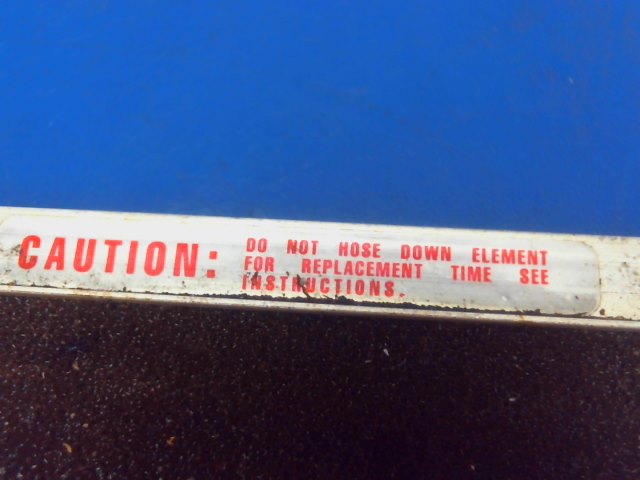 CAUTION:
DO NOT HOSE DOWN ELEMENT
FOR REPLACEMENT TIME SEE
INSTRUCTIONS.